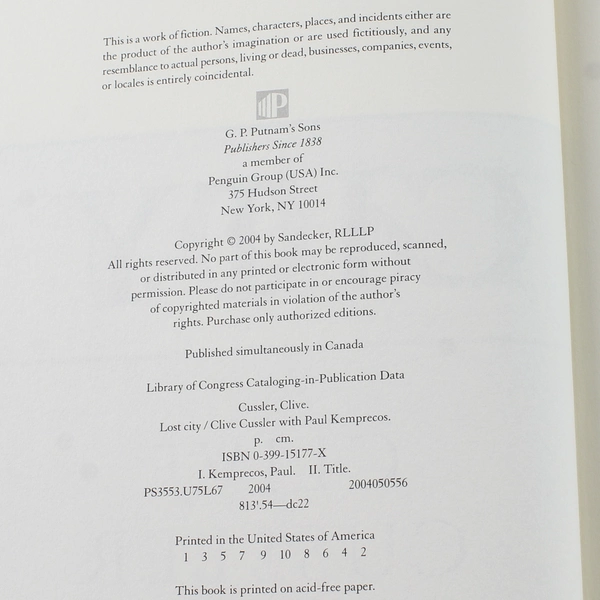 This is a work of fiction. Names, characters, places, and incidents either are
the product of the author's imagination or are used fictitiously, and any
resemblance to actual persons, living or dead, businesses, companies, events,
or locales is entirely coincidental.
P
G. P. Putnam's Sons
Publishers Since 1838
a member of
Penguin Group (USA) Inc.
375 Hudson Street
New York, NY 10014
Copyright © 2004 by Sandecker, RLLLP
All rights reserved. No part of this book may be reproduced, scanned,
or distributed in any printed or electronic form without
permission. Please do not participate in or encourage piracy
of copyrighted materials in violation of the author's
rights. Purchase only authorized editions.
Published simultaneously in Canada
Library of Congress Cataloging-in-Publication Data
Cussler, Clive.
Lost city / Clive Cussler with Paul Kemprecos.
p. cm.
ISBN 0-399-15177-X
I. Kemprecos, Paul. II. Title.
PS3553.U75L67 2004 2004050556
813'.54—dc22
Printed in the United States of America
1 3 5 7 9 10 8 6 4 2
This book is printed on acid-free paper.